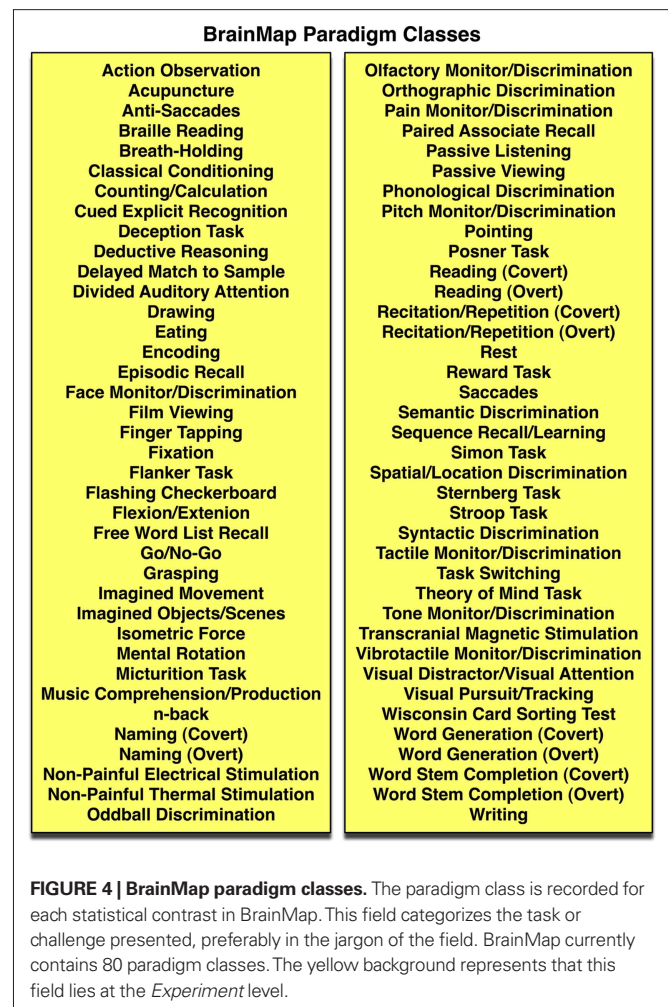 BrainMap Paradigm Classes
Action Observation
Acupuncture
Anti-Saccades
Braille Reading
Breath-Holding
Classical Conditioning
Counting/Calculation
Cued Explicit Recognition
Deception Task
Deductive Reasoning
Delayed Match to Sample
Divided Auditory Attention
Drawing
Eating
Encoding
Episodic Recall
Face Monitor/Discrimination
Film Viewing
Finger Tapping
Fixation
Flanker Task
Flashing Checkerboard
Flexion/Extenion
Free Word List Recall
Go/No-Go
Grasping
Imagined Movement
Imagined Objects/Scenes
Isometric Force
Mental Rotation
Micturition Task
Music Comprehension/Production
n-back
Naming (Covert)
Naming (Overt)
Non-Painful Electrical Stimulation
Non-Painful Thermal Stimulation
Oddball Discrimination
Olfactory Monitor/Discrimination
Orthographic Discrimination
Pain Monitor/Discrimination
Paired Associate Recall
Passive Listening
Passive Viewing
Phonological Discrimination
Pitch Monitor/Discrimination
Pointing
Posner Task
Reading (Covert)
Reading (Overt)
Recitation/Repetition (Covert)
Recitation/Repetition (Overt)
Rest
Reward Task
Saccades
Semantic Discrimination
Sequence Recall/Learning
Simon Task
Spatial/Location Discrimination
Sternberg Task
Stroop Task
Syntactic Discrimination
Tactile Monitor/Discrimination
Task Switching
Theory of Mind Task
Tone Monitor/Discrimination
Transcranial Magnetic Stimulation
Vibrotactile Monitor/Discrimination
Visual Distractor/Visual Attention
Visual Pursuit/Tracking
Wisconsin Card Sorting Test
Word Generation (Covert)
Word Generation (Overt)
Word Stem Completion (Covert)
Word Stem Completion (Overt)
Writing
FIGURE 4 | BrainMap paradigm classes. The paradigm class is recorded for
each statistical contrast in BrainMap. This field categorizes the task or
challenge presented, preferably in the jargon of the field. BrainMap currently
contains 80 paradigm classes. The yellow background represents that this
field lies at the Experiment level.